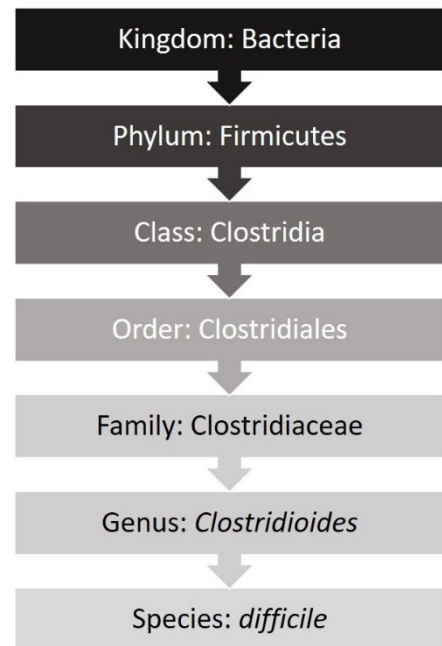 Kingdom: Bacteria
Phylum: Firmicutes
Class: Clostridia
Order: Clostridiales
Family: Clostridiaceae
Genus: Clostridioides
Species: difficile